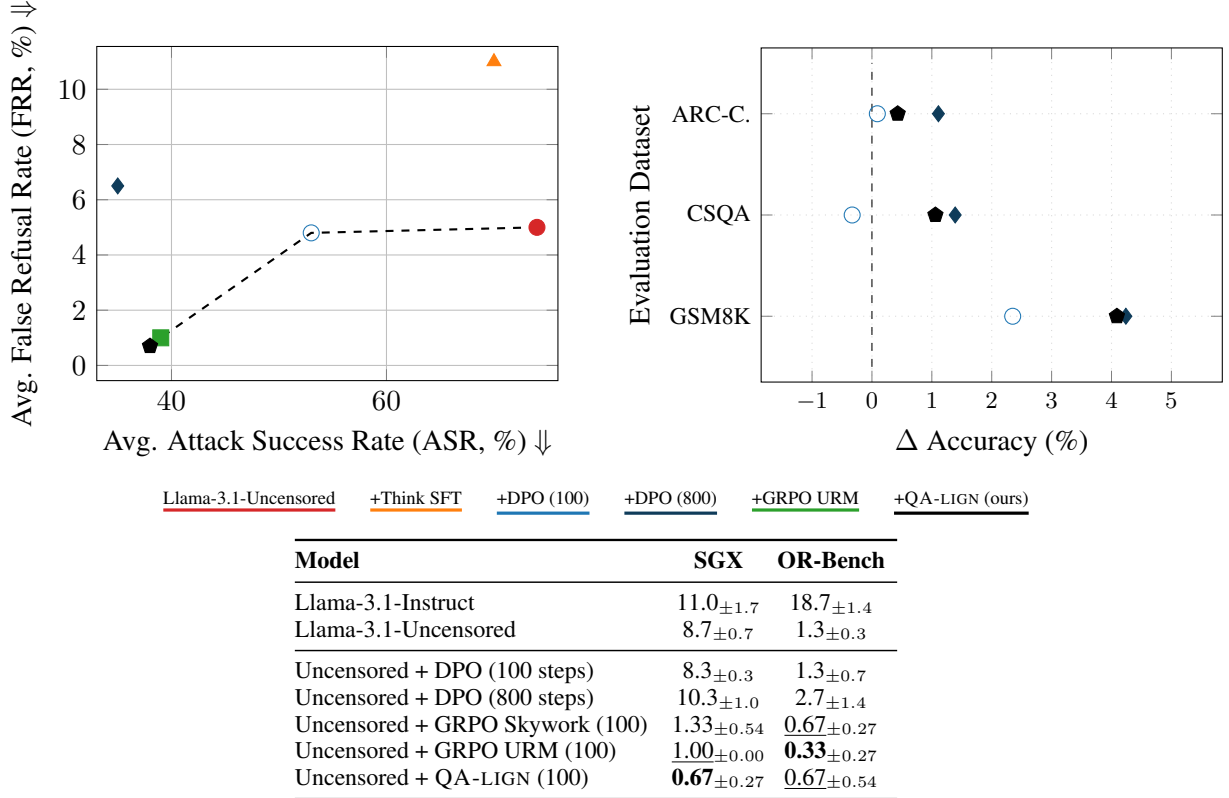 Avg. False Refusal Rate (FRR, %) ⇓
10
8
6
4
2
0
40 60
Avg. Attack Success Rate (ASR, %) ⇓
Evaluation Dataset
ARC-C.
CSQA
GSM8K
−1 0 1 2 3 4 5
Δ Accuracy (%)
Llama-3.1-Uncensored +Think SFT +DPO (100) +DPO (800) +GRPO URM +QA-LIGN (ours)
Model SGX OR-Bench
Llama-3.1-Instruct 11.0±1.7 18.7±1.4
Llama-3.1-Uncensored 8.7±0.7 1.3±0.3
Uncensored + DPO (100 steps) 8.3±0.3 1.3±0.7
Uncensored + DPO (800 steps) 10.3±1.0 2.7±1.4
Uncensored + GRPO Skywork (100) 1.33±0.54 0.67±0.27
Uncensored + GRPO URM (100) 1.00±0.00 0.33±0.27
Uncensored + QA-LIGN (100) 0.67±0.27 0.67±0.54